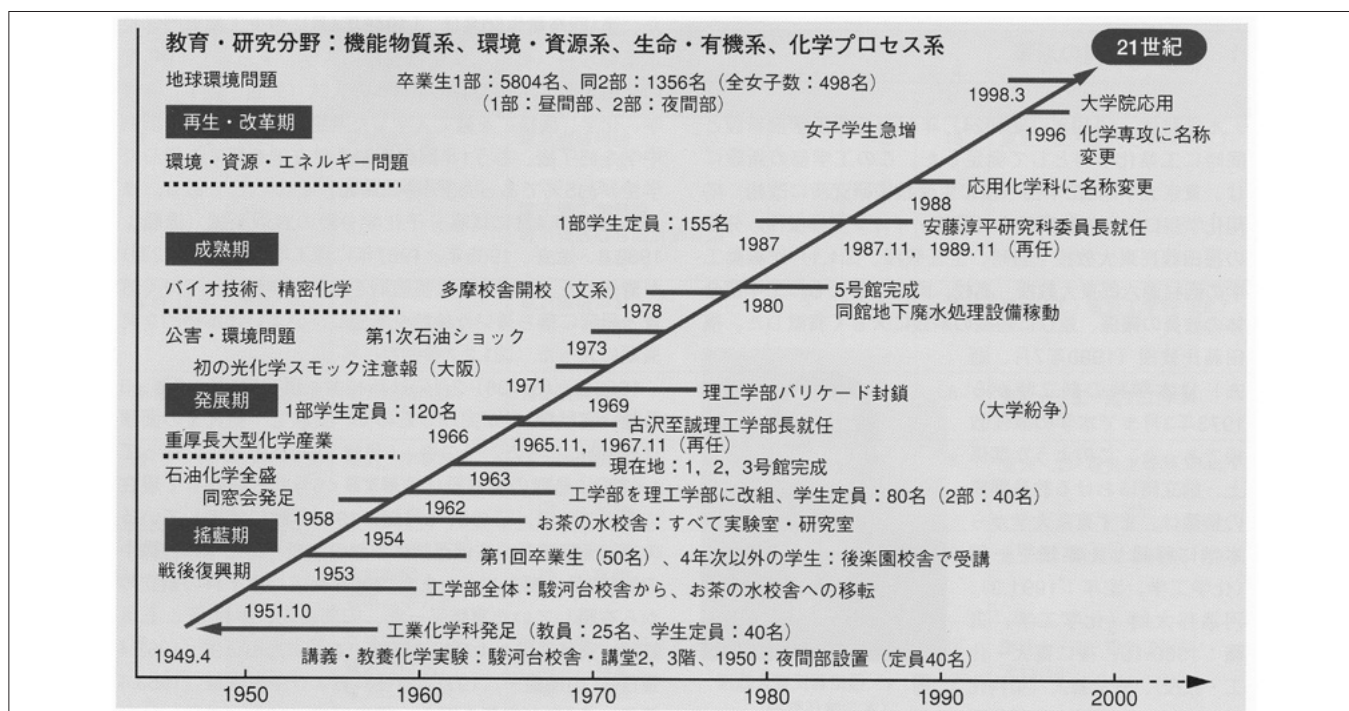 教育・研究分野：機能物質系、環境・資源系、生命・有機系、化学プロセス系
21世紀
地球環境問題
卒業生1部：5804名、同2部：1356名（全女子数：498名）
（1部：昼間部、2部：夜間部）
再生・改革期
1998.3
大学院応用
化学専攻に名称
変更
1996
女子学生急増
環境・資源・エネルギー問題
応用化学科に名称変更
1988
1部学生定員：155名
1987
安藤淳平研究科委員長就任
1987.11，1989.11（再任）
成熟期
バイオ技術、精密化学
多摩校舎開校（文系）
1978
1980
5号館完成
同館地下廃水処理設備稼動
公害・環境問題
第1次石油ショック
1973
初の光化学スモック注意報（大阪）
1971
理工学部バリケード封鎖
1969
（大学紛争）
発展期
1部学生定員：120名
1966
古沢至誠理工学部長就任
1965.11，1967.11（再任）
重厚長大型化学産業
現在地：1，2，3号館完成
1963
石油化学全盛
同窓会発足
1958
工学部を理工学部に改組、学生定員：80名（2部：40名）
1962
お茶の水校舎：すべて実験室・研究室
1954
揺藍期
第1回卒業生（50名）、4年次以外の学生：後楽園校舎で受講
1953
戦後復興期
工学部全体：駿河台校舎から、お茶の水校舎への移転
1951.10
工業化学科発足（教員：25名、学生定員：40名）
1949.4
講義・教養化学実験：駿河台校舎・講堂2，3階、1950：夜間部設置（定員40名）
1950 1960 1970 1980 1990 2000